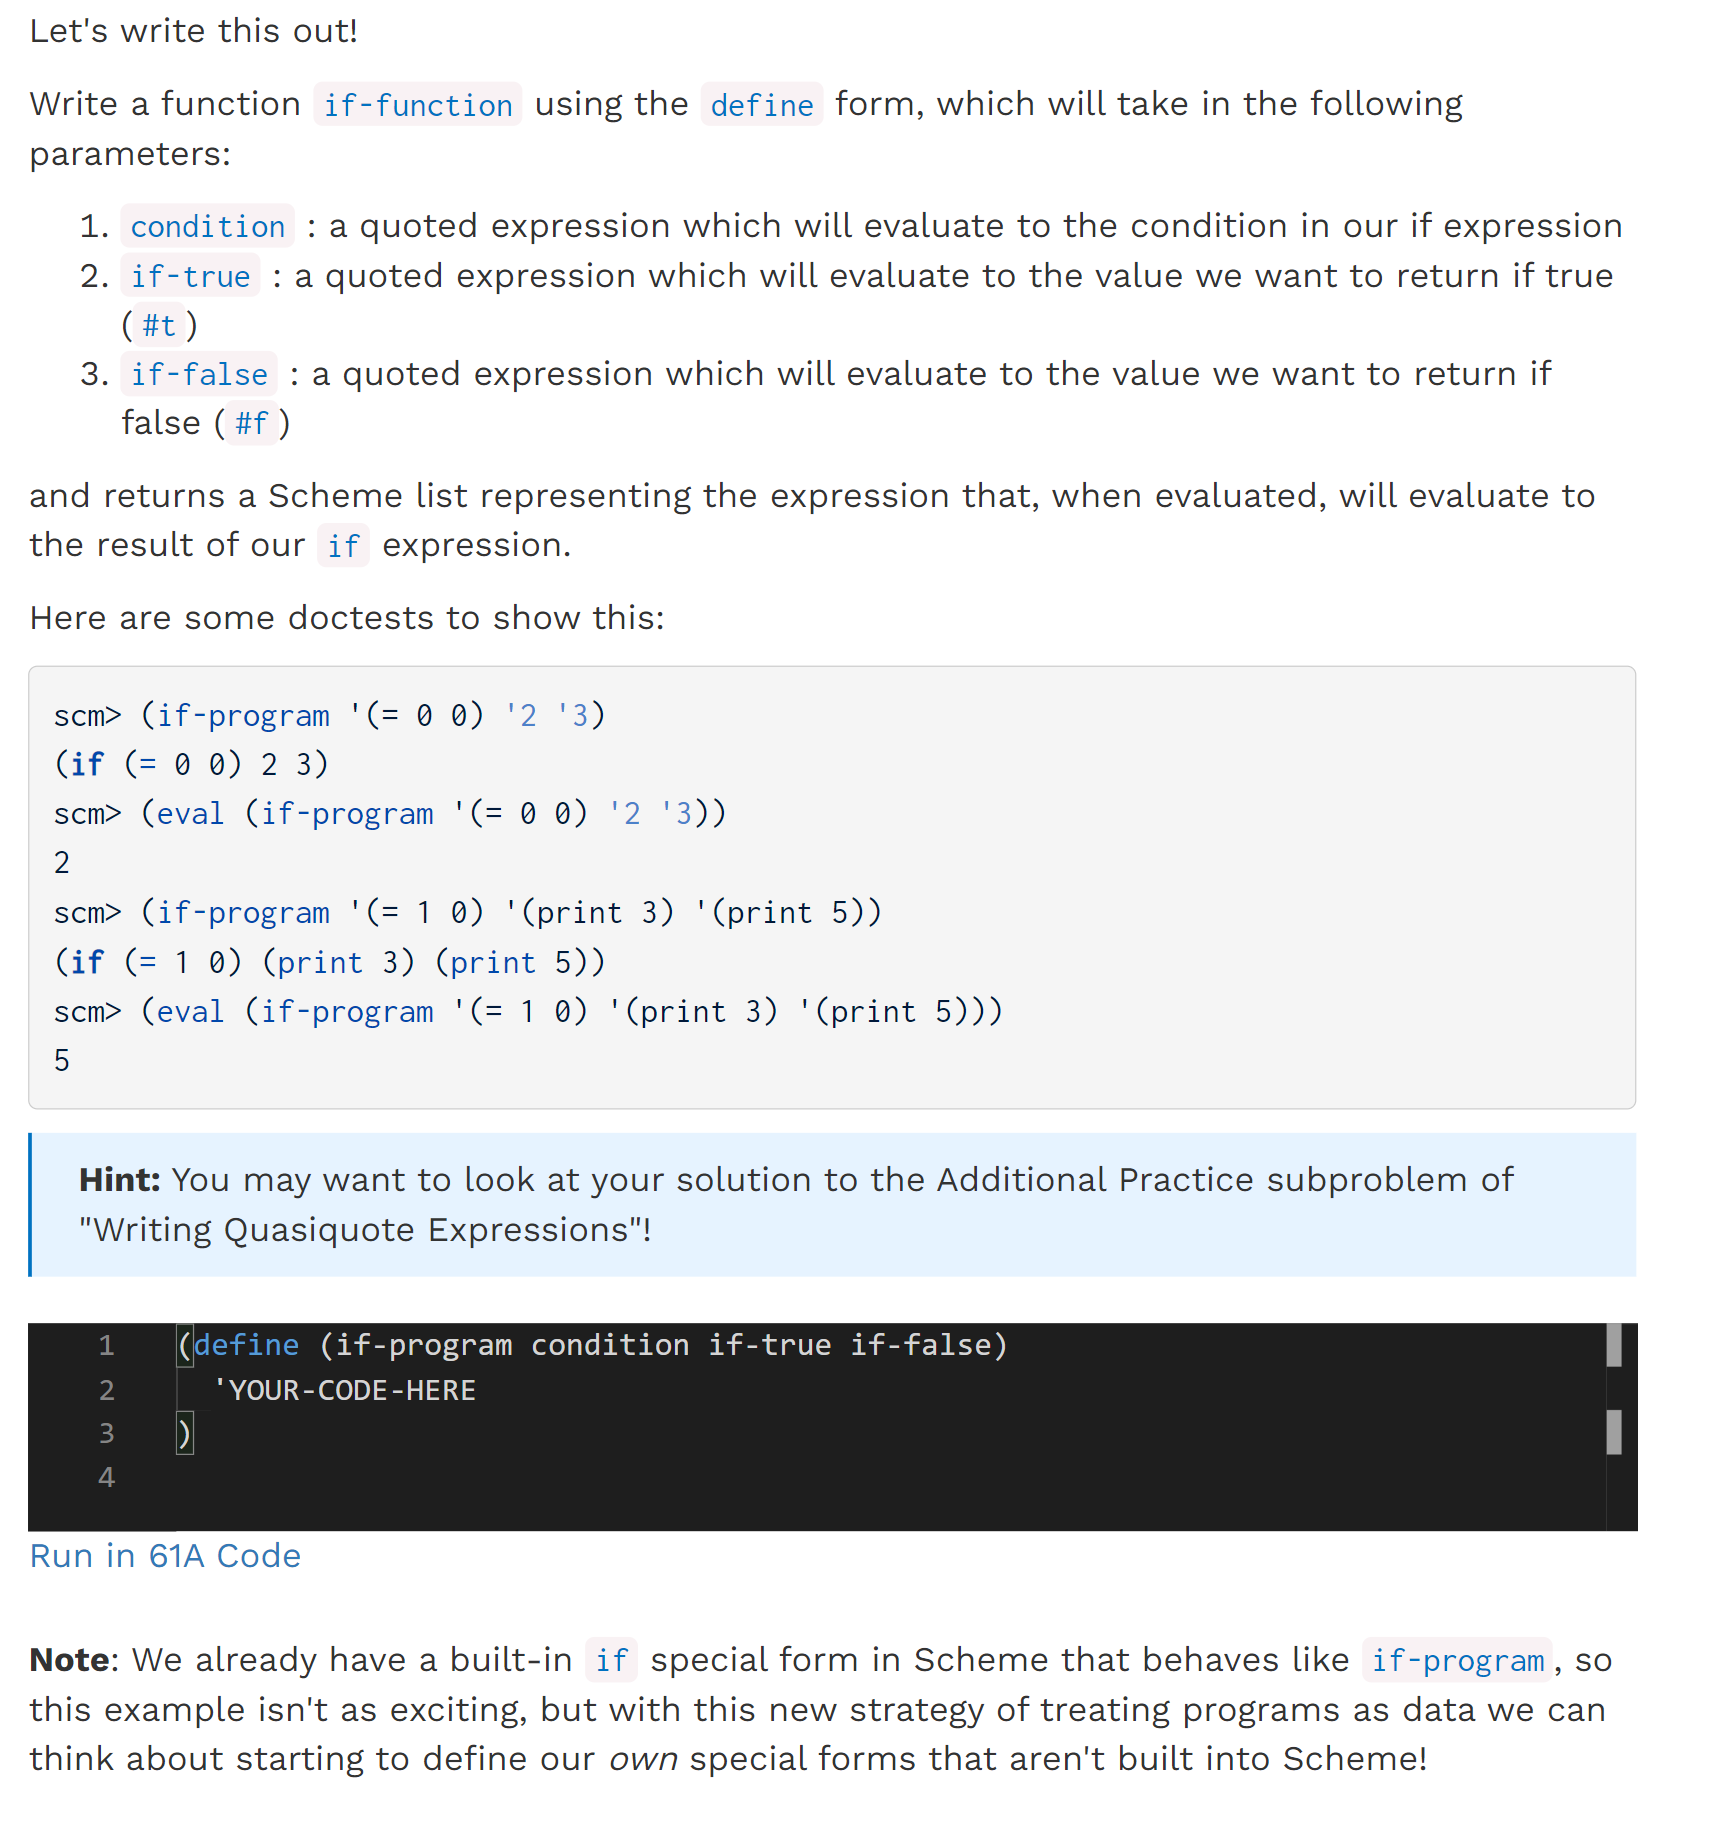 Let's write this out!
Write a function if-function using the define form, which will take in the following
parameters:
1. condition : a quoted expression which will evaluate to the condition in our if expression
2. if-true : a quoted expression which will evaluate to the value we want to return if true
( #t )
3. if-false : a quoted expression which will evaluate to the value we want to return if
false ( #f )
and returns a Scheme list representing the expression that, when evaluated, will evaluate to
the result of our if expression.
Here are some doctests to show this:
scm> (if-program '(= 0 0) '2 '3)
(if (= 0 0) 2 3)
scm> (eval (if-program '(= 0 0) '2 '3))
2
scm> (if-program '(= 1 0) '(print 3) '(print 5))
(if (= 1 0) (print 3) (print 5))
scm> (eval (if-program '(= 1 0) '(print 3) '(print 5)))
5
Hint: You may want to look at your solution to the Additional Practice subproblem of
"Writing Quasiquote Expressions"!
1 (define (if-program condition if-true if-false)
2 'YOUR-CODE-HERE
3 )
4
Run in 61A Code
Note: We already have a built-in if special form in Scheme that behaves like if-program, so
this example isn't as exciting, but with this new strategy of treating programs as data we can
think about starting to define our own special forms that aren't built into Scheme!